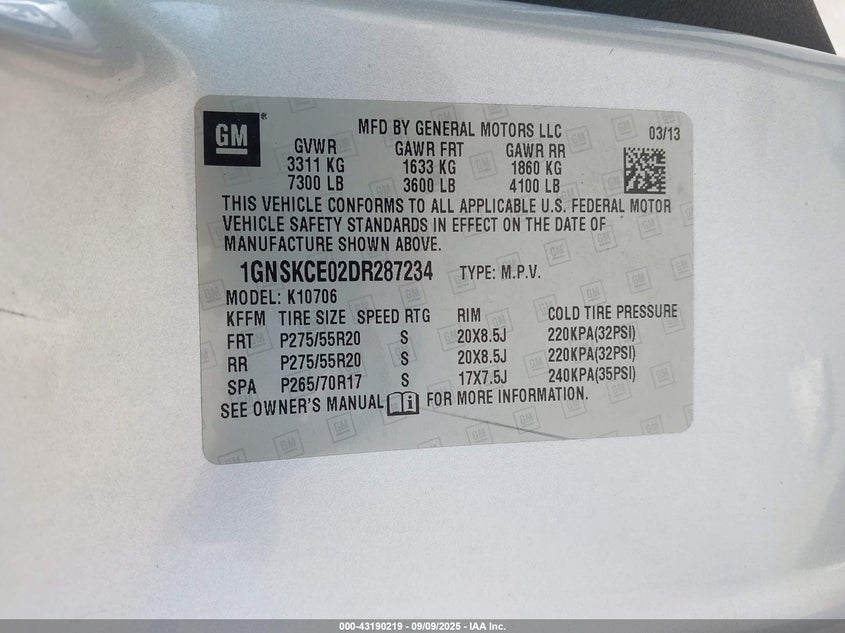 GM ®
MFD BY GENERAL MOTORS LLC 03/13
GVWR GAWR FRT GAWR RR
3311 KG 1633 KG 1860 KG
7300 LB 3600 LB 4100 LB
THIS VEHICLE CONFORMS TO ALL APPLICABLE U.S. FEDERAL MOTOR
VEHICLE SAFETY STANDARDS IN EFFECT ON THE DATE OF
MANUFACTURE SHOWN ABOVE.
1GNSKCE02DR287234 TYPE: M.P.V.
MODEL: K10706
KFFM TIRE SIZE SPEED RTG RIM COLD TIRE PRESSURE
FRT P275/55R20 S 20X8.5J 220KPA(32PSI)
RR P275/55R20 S 20X8.5J 220KPA(32PSI)
SPA P265/70R17 S 17X7.5J 240KPA(35PSI)
SEE OWNER'S MANUAL i FOR MORE INFORMATION.
000-43190219 - 09/09/2025 - IAA Inc.